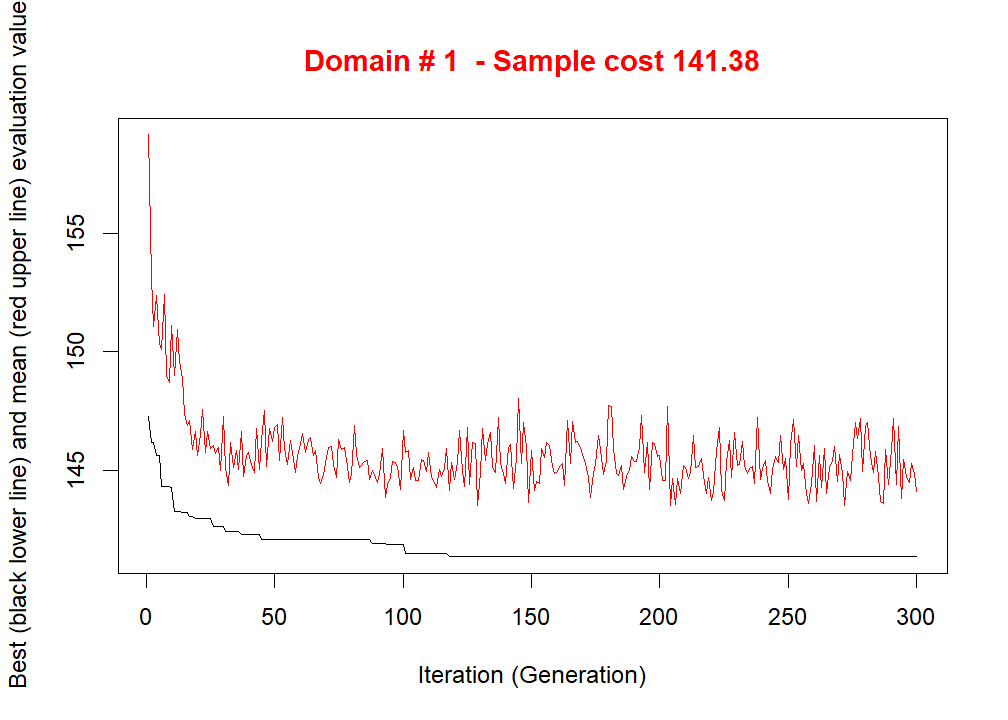 Domain # 1  - Sample cost 141.38
Best (black lower line) and mean (red upper line) evaluation value
155
150
145
0 50 100 150 200 250 300
Iteration (Generation)